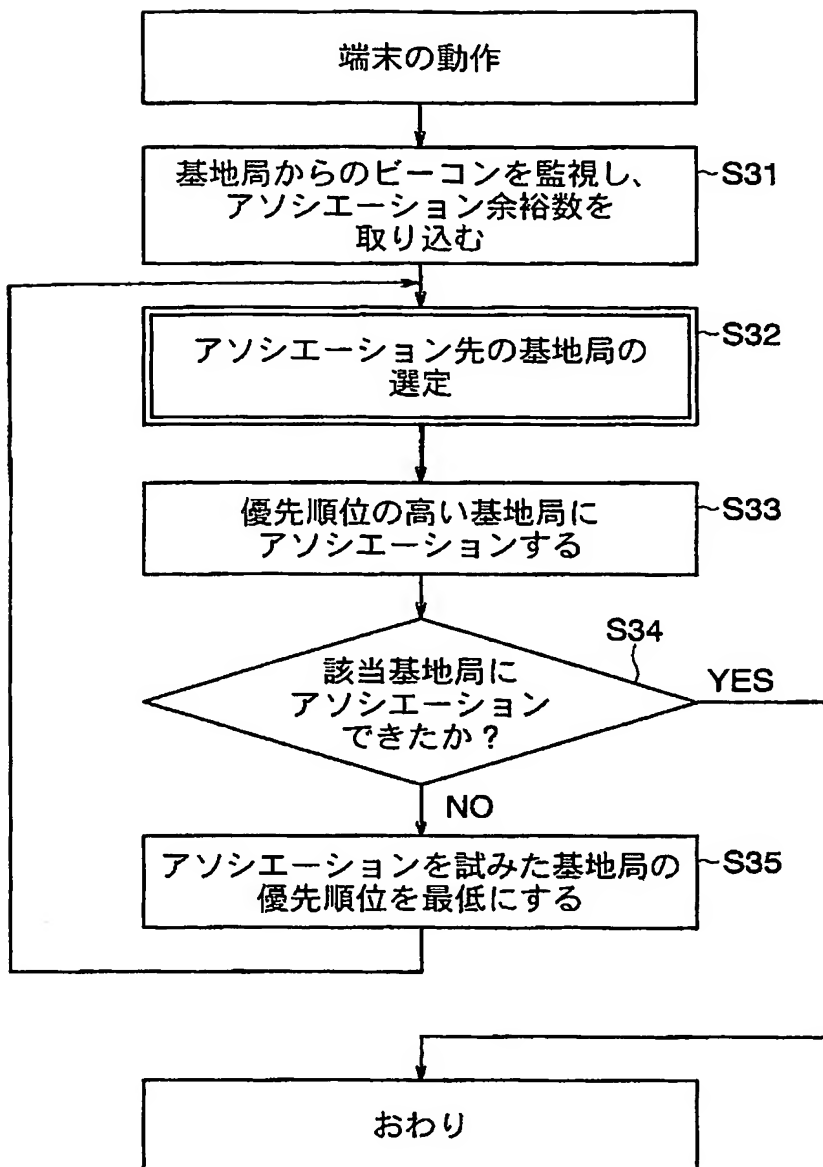 端末の動作
基地局からのビーコンを監視し、
アソシエーション余裕数を
取り込む
~S31
アソシエーション先の基地局の
選定
~S32
優先順位の高い基地局に
アソシエーションする
~S33
S34
該当基地局に
アソシエーション
できたか？
YES
NO
アソシエーションを試みた基地局の
優先順位を最低にする
~S35
おわり